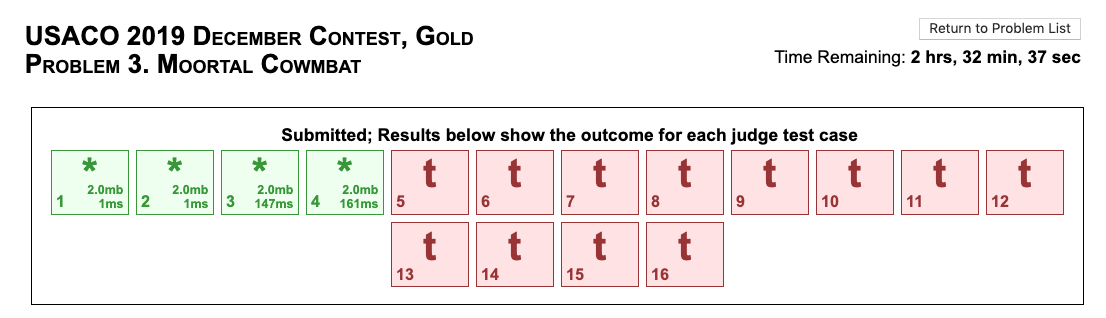 USACO 2019 December Contest, Gold
Problem 3. Moortal Cowmbat
Return to Problem List
Time Remaining: 2 hrs, 32 min, 37 sec
Submitted; Results below show the outcome for each judge test case
* * * * t t t t t t t t
2.0mb 2.0mb 2.0mb 2.0mb
1 1ms 2 1ms 3 147ms 4 161ms 5 6 7 8 9 10 11 12
t t t t
13 14 15 16